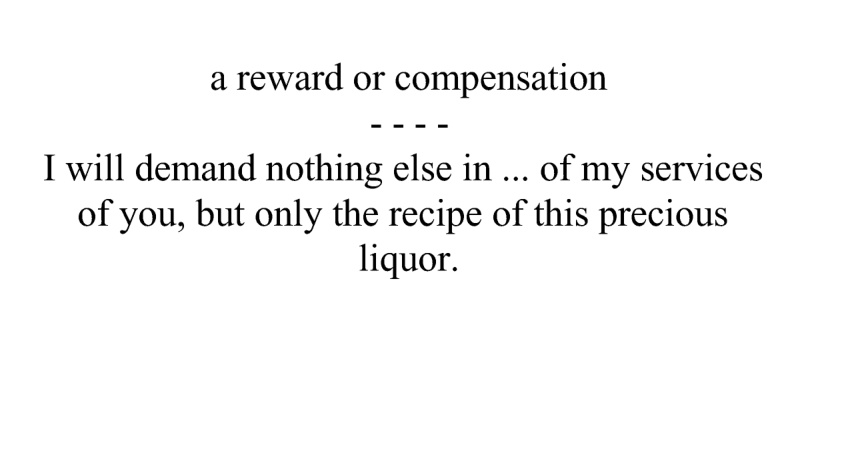 a reward or compensation
- - - -
I will demand nothing else in ... of my services
of you, but only the recipe of this precious
liquor.